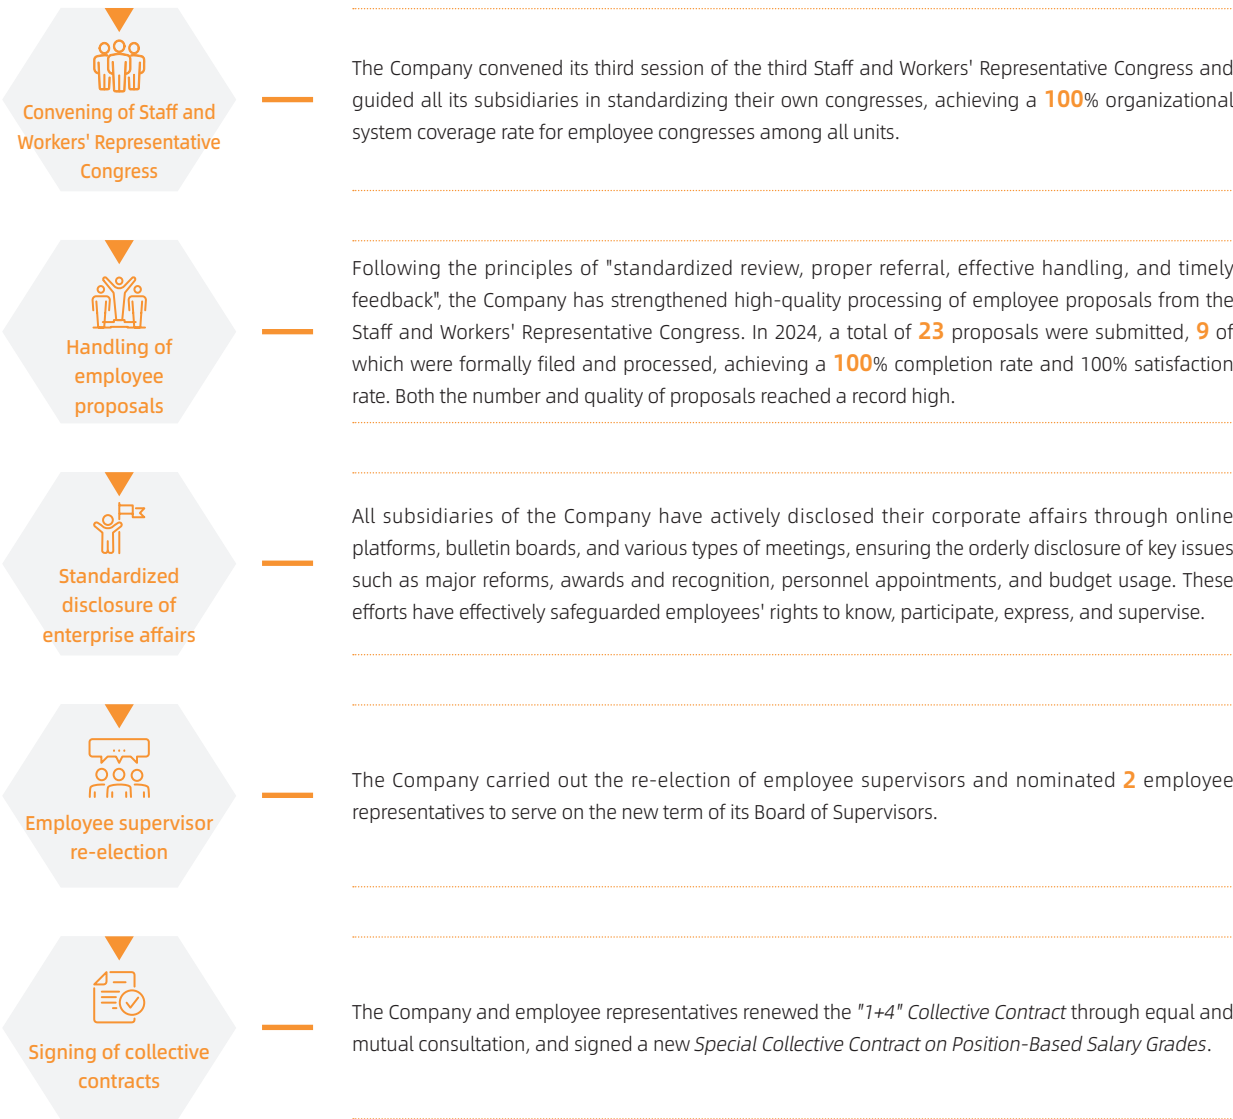 Convening of Staff and
Workers' Representative
Congress
The Company convened its third session of the third Staff and Workers' Representative Congress and
guided all its subsidiaries in standardizing their own congresses, achieving a 100% organizational
system coverage rate for employee congresses among all units.
Handling of
employee
proposals
Following the principles of "standardized review, proper referral, effective handling, and timely
feedback", the Company has strengthened high-quality processing of employee proposals from the
Staff and Workers' Representative Congress. In 2024, a total of 23 proposals were submitted, 9 of
which were formally filed and processed, achieving a 100% completion rate and 100% satisfaction
rate. Both the number and quality of proposals reached a record high.
Standardized
disclosure of
enterprise affairs
All subsidiaries of the Company have actively disclosed their corporate affairs through online
platforms, bulletin boards, and various types of meetings, ensuring the orderly disclosure of key issues
such as major reforms, awards and recognition, personnel appointments, and budget usage. These
efforts have effectively safeguarded employees' rights to know, participate, express, and supervise.
Employee supervisor
re-election
The Company carried out the re-election of employee supervisors and nominated 2 employee
representatives to serve on the new term of its Board of Supervisors.
Signing of collective
contracts
The Company and employee representatives renewed the "1+4" Collective Contract through equal and
mutual consultation, and signed a new Special Collective Contract on Position-Based Salary Grades.